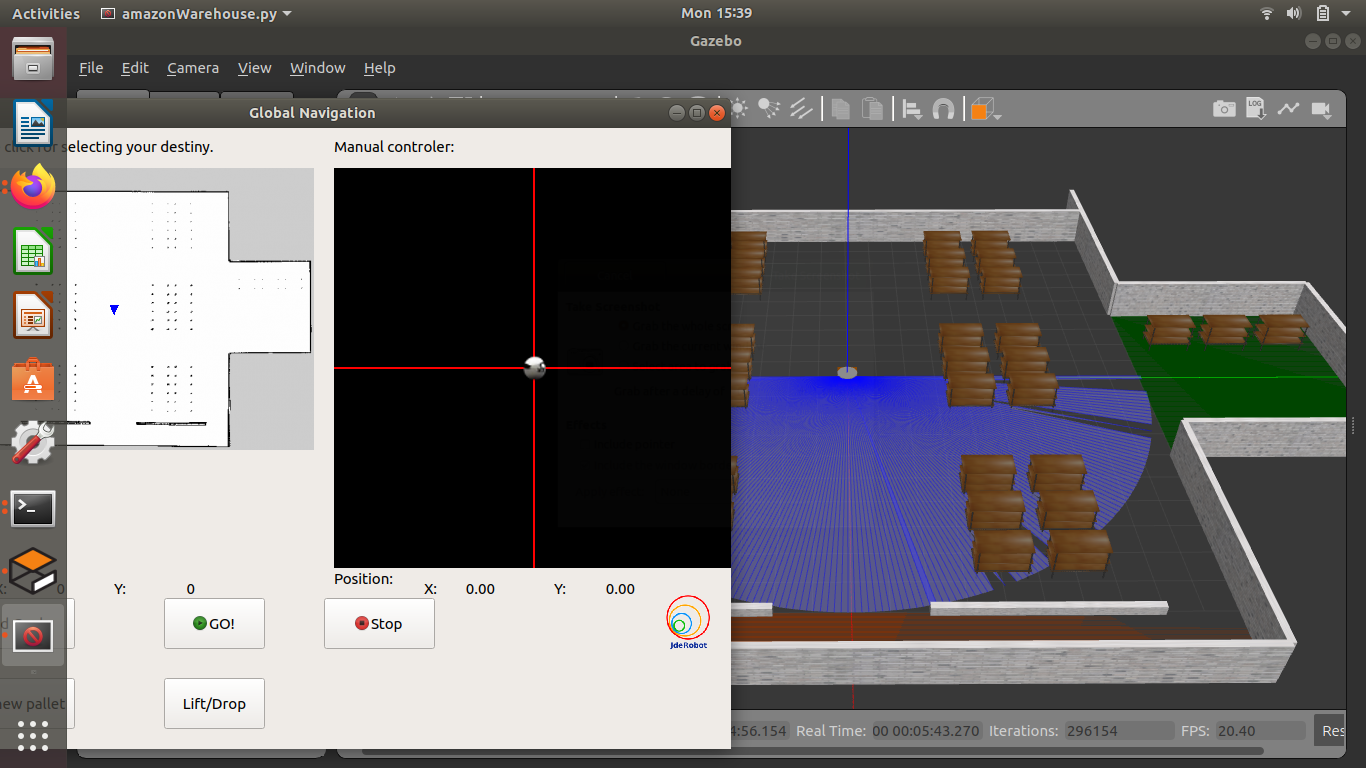 Activities amazonWarehouse.py Mon 15:39
Gazebo
File Edit Camera View Window Help
Global Navigation
click for selecting your destiny. Manual controler:
LOG
Position:
X: 0 Y: 0 X: 0.00 Y: 0.00
GO! Stop
JdeRobot
new pallet Lift/Drop
4:56.154 Real Time: 00 00:05:43.270 Iterations: 296154 FPS: 20.40 Res